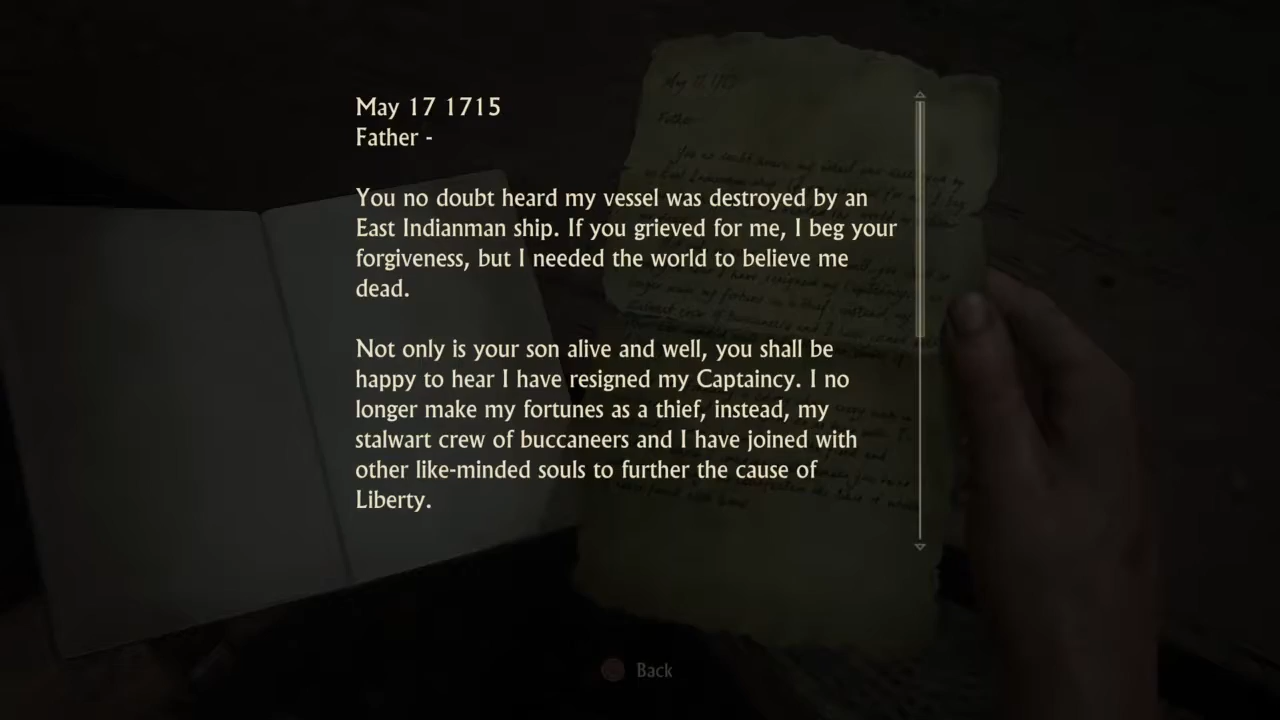 May 17 1715
Father -
You no doubt heard my vessel was destroyed by an
East Indianman ship. If you grieved for me, I beg your
forgiveness, but I needed the world to believe me
dead.
Not only is your son alive and well, you shall be
happy to hear I have resigned my Captaincy. I no
longer make my fortunes as a thief, instead, my
stalwart crew of buccaneers and I have joined with
other like-minded souls to further the cause of
Liberty.
Back